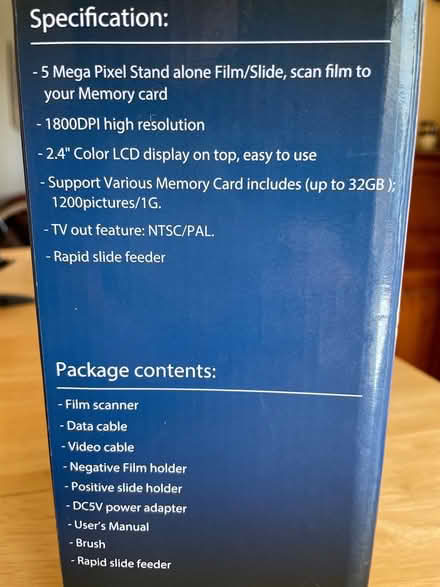 Specification:
- 5 Mega Pixel Stand alone Film/Slide, scan film to
your Memory card
- 1800DPI high resolution
- 2.4" Color LCD display on top, easy to use
- Support Various Memory Card includes (up to 32GB );
1200pictures/1G.
- TV out feature: NTSC/PAL.
- Rapid slide feeder
Package contents:
- Film scanner
- Data cable
- Video cable
- Negative Film holder
- Positive slide holder
- DC5V power adapter
- User's Manual
- Brush
- Rapid slide feeder